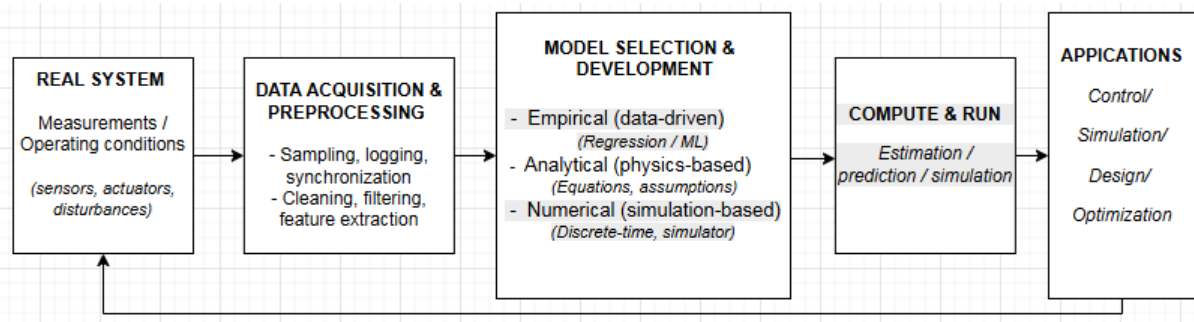 REAL SYSTEM
Measurements /
Operating conditions
(sensors, actuators,
disturbances)
DATA ACQUISITION &
PREPROCESSING
- Sampling, logging,
synchronization
- Cleaning, filtering,
feature extraction
MODEL SELECTION &
DEVELOPMENT
- Empirical (data-driven)
(Regression / ML)
- Analytical (physics-based)
(Equations, assumptions)
- Numerical (simulation-based)
(Discrete-time, simulator)
COMPUTE & RUN
Estimation /
prediction / simulation
APPICATIONS
Control/
Simulation/
Design/
Optimization